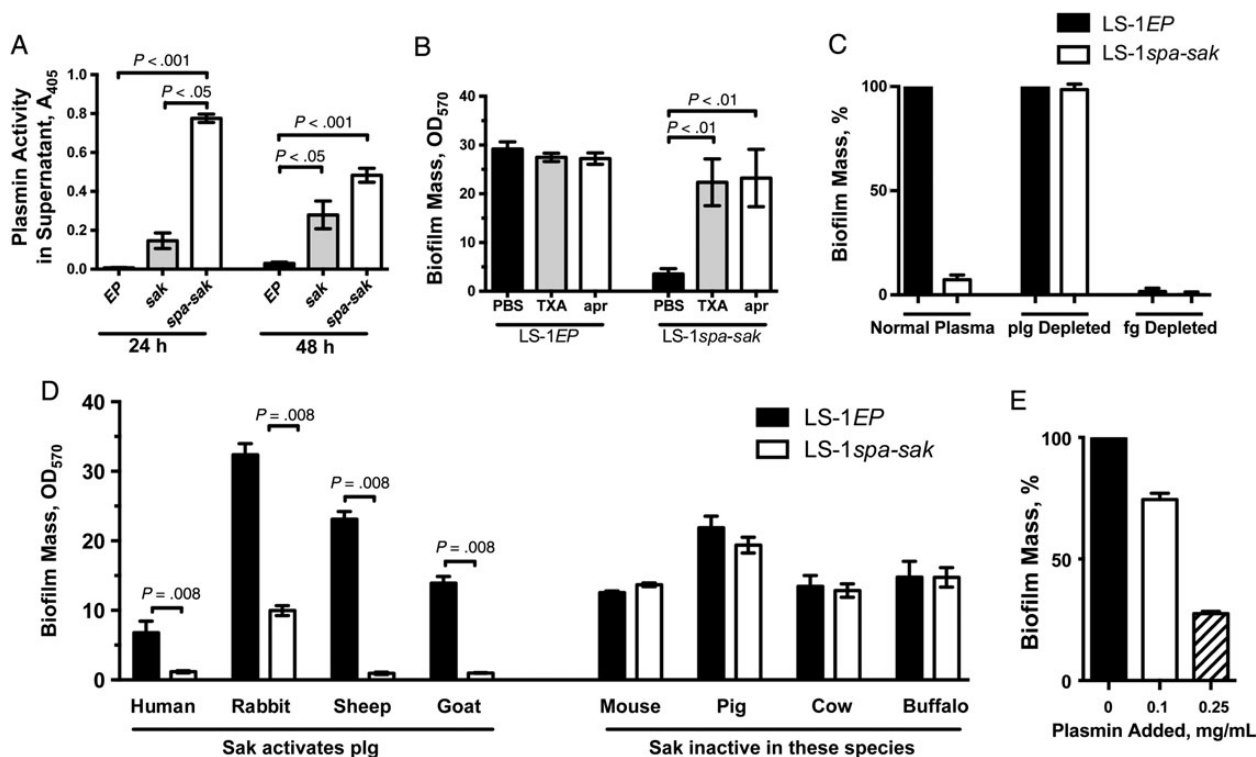 A
Plasmin Activity
in Supernatant, A405
P < .001
P < .05
1.0
0.8
0.6
0.4
0.2
0.0
P < .001
P < .05
EP
sak
spa-sak
EP
sak
spa-sak
24 h
48 h
B
Biofilm Mass, OD570
40
30
20
10
0
P < .01
P < .01
PBS
TXA
apr
PBS
TXA
apr
LS-1EP
LS-1spa-sak
LS-1EP
LS-1spa-sak
C
Biofilm Mass, %
100
50
0
Normal Plasma
plg Depleted
fg Depleted
D
Biofilm Mass, OD570
40
30
25
20
10
0
P = .008
P = .008
P = .008
P = .008
LS-1EP
LS-1spa-sak
Human
Rabbit
Sheep
Goat
Mouse
Pig
Cow
Buffalo
Sak activates plg
Sak inactive in these species
E
Biofilm Mass, %
100
50
0
0
0.1
0.25
Plasmin Added, mg/mL